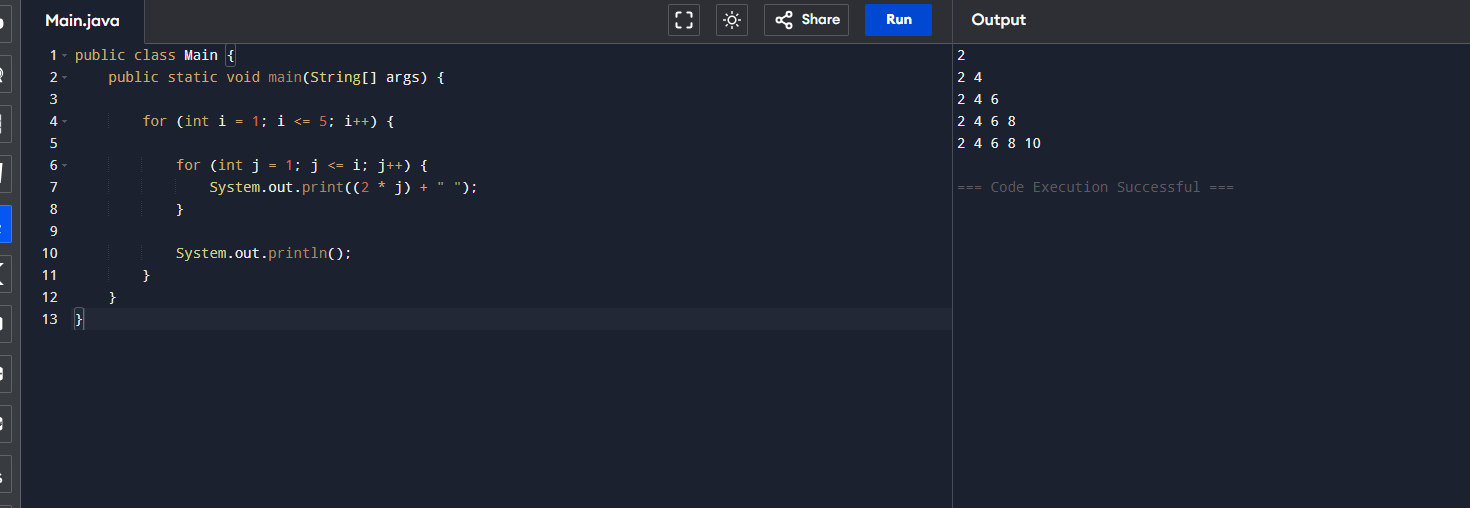 Main.java
Share
Run
Output
1 public class Main {
2     public static void main(String[] args) {
3
4         for (int i = 1; i <= 5; i++) {
5
6             for (int j = 1; j <= i; j++) {
7                 System.out.print((2 * j) + " ");
8             }
9
10             System.out.println();
11         }
12     }
13 }
2
2 4
2 4 6
2 4 6 8
2 4 6 8 10
=== Code Execution Successful ===